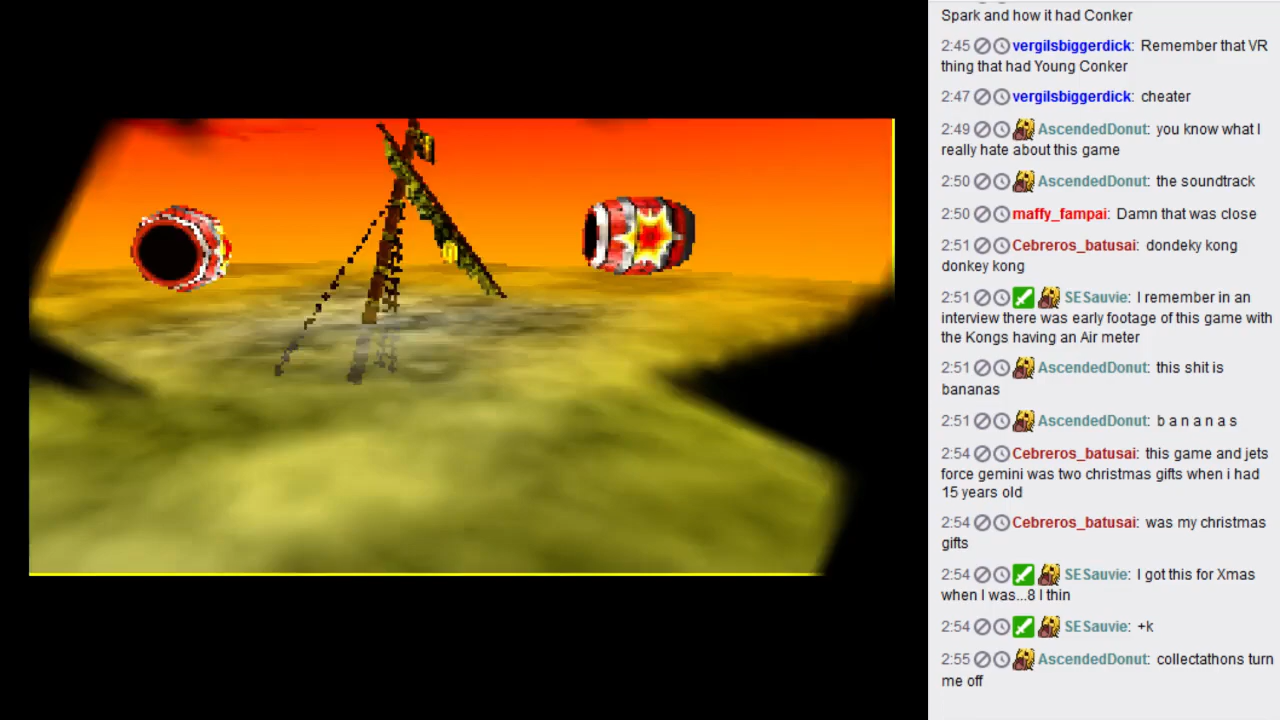 Spark and how it had Conker
2:45 vergilsbiggerdick: Remember that VR
thing that had Young Conker
2:47 vergilsbiggerdick: cheater
2:49 AscendedDonut: you know what I
really hate about this game
2:50 AscendedDonut: the soundtrack
2:50 maffy_fampai: Damn that was close
2:51 Cebreros_batusai: dondeky kong
donkey kong
2:51 SESauvie: I remember in an
interview there was early footage of this game with
the Kongs having an Air meter
2:51 AscendedDonut: this shit is
bananas
2:51 AscendedDonut: b a n a n a s
2:54 Cebreros_batusai: this game and jets
force gemini was two christmas gifts when i had
15 years old
2:54 Cebreros_batusai: was my christmas
gifts
2:54 SESauvie: I got this for Xmas
when I was...8 I thin
2:54 SESauvie: +k
2:55 AscendedDonut: collectathons turn
me off